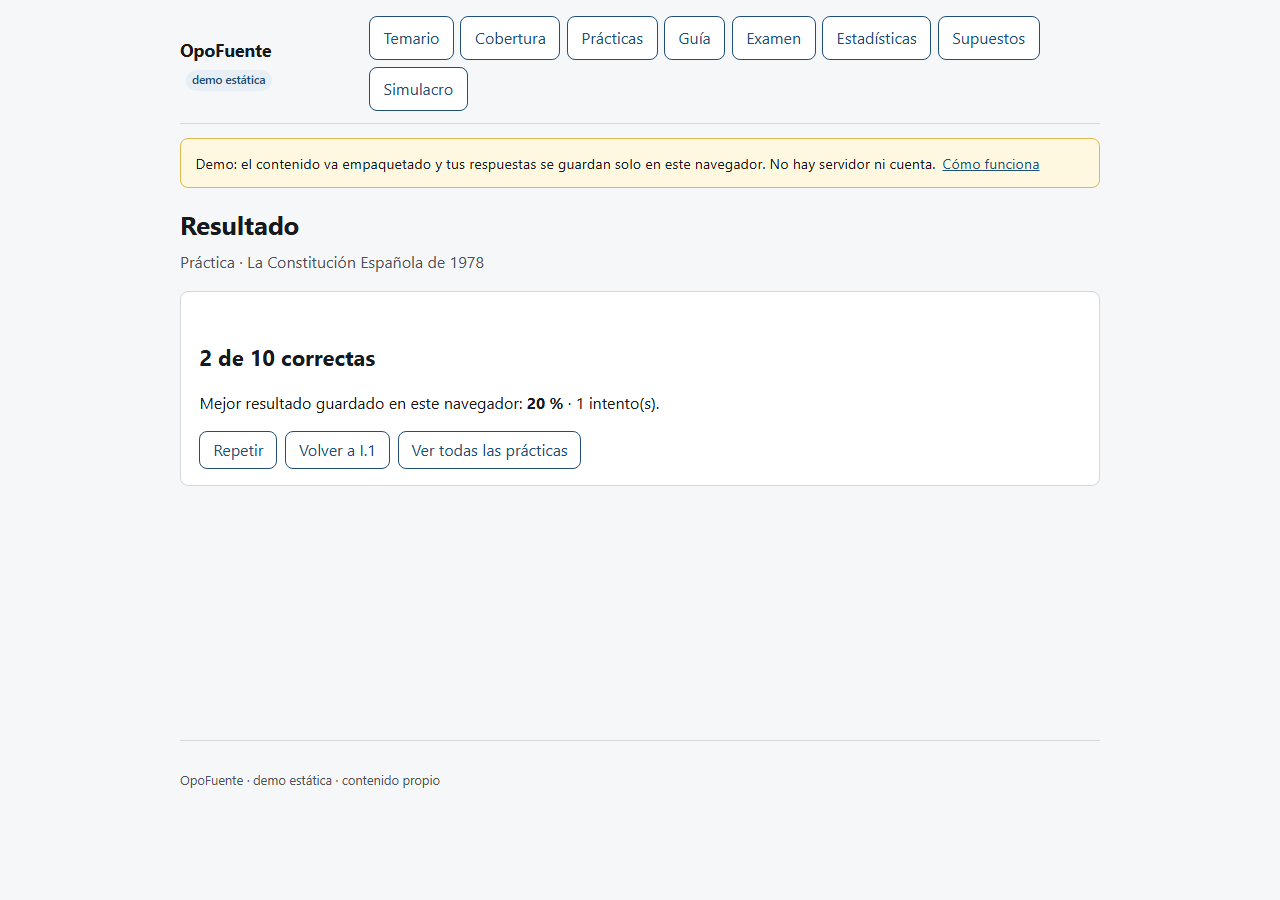 OpoFuente
demo estática
Temario Cobertura Prácticas Guía Examen Estadísticas Supuestos
Simulacro
Demo: el contenido va empaquetado y tus respuestas se guardan solo en este navegador. No hay servidor ni cuenta. Cómo funciona
Resultado
Práctica · La Constitución Española de 1978
2 de 10 correctas
Mejor resultado guardado en este navegador: 20 % · 1 intento(s).
Repetir Volver a I.1 Ver todas las prácticas
OpoFuente · demo estática · contenido propio